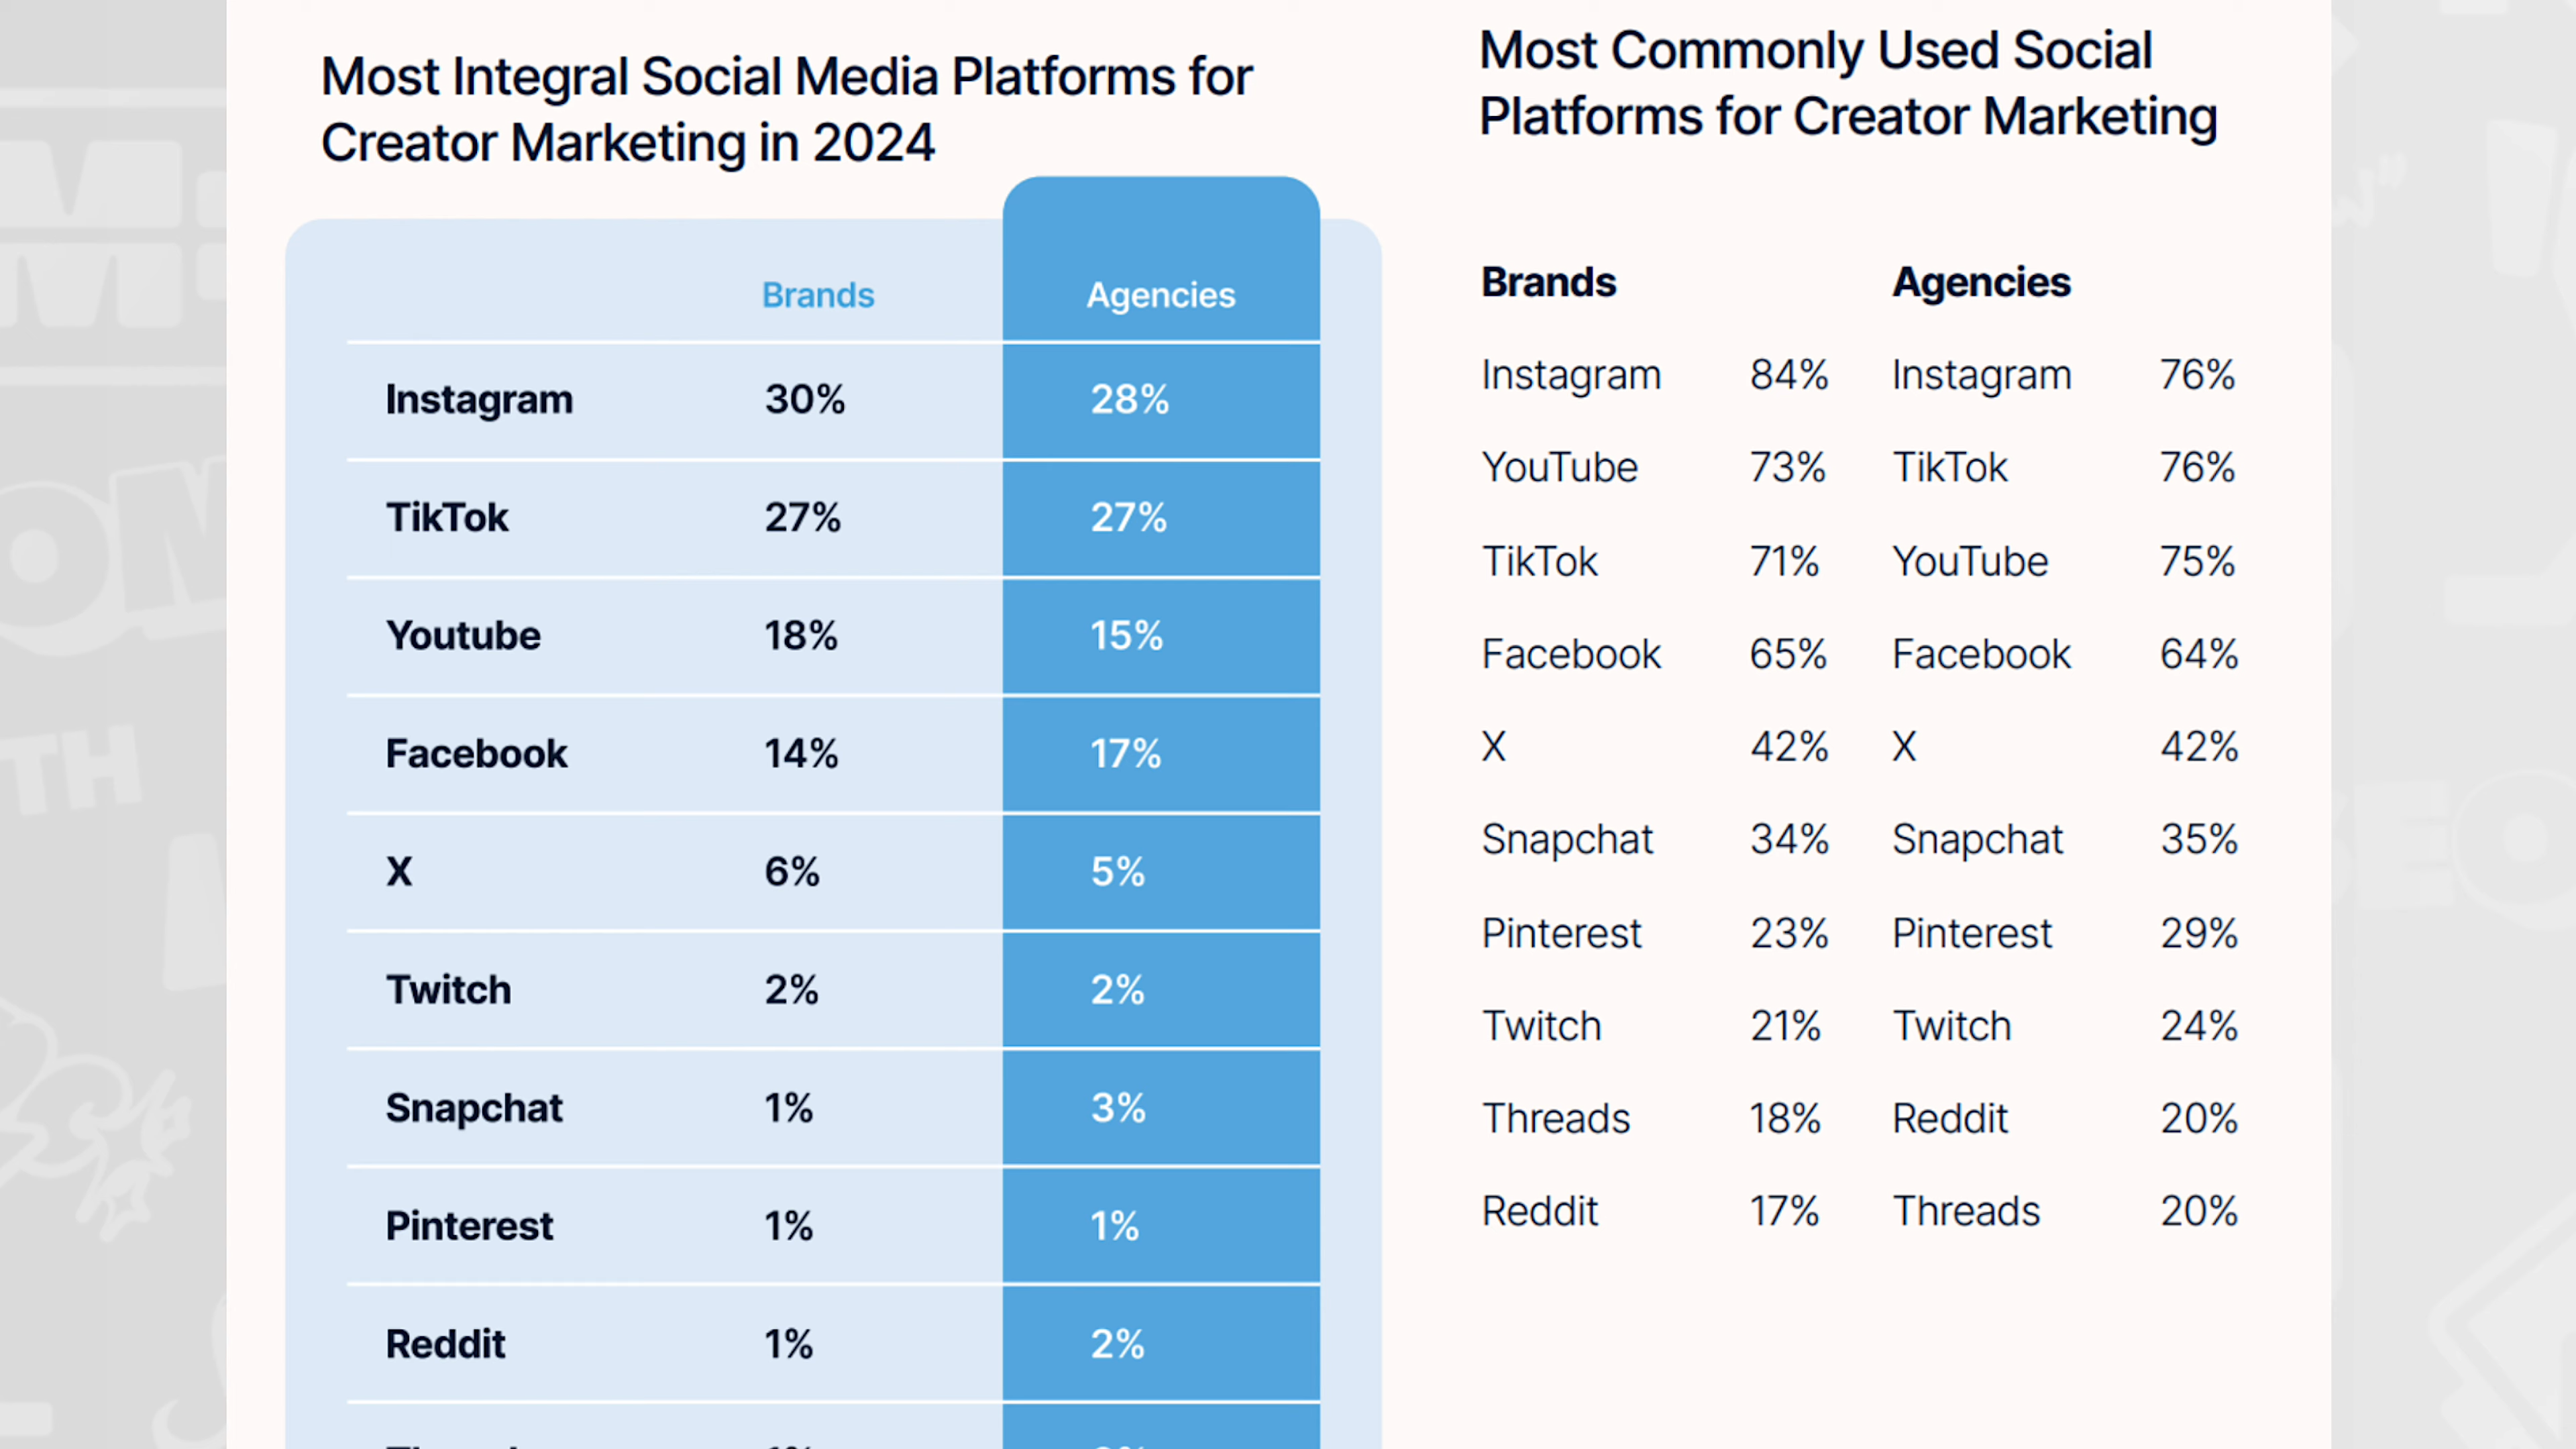 Most Integral Social Media Platforms for
Creator Marketing in 2024
Brands Agencies
Instagram 30% 28%
TikTok 27% 27%
Youtube 18% 15%
Facebook 14% 17%
X 6% 5%
Twitch 2% 2%
Snapchat 1% 3%
Pinterest 1% 1%
Reddit 1% 2%
Most Commonly Used Social
Platforms for Creator Marketing
Brands Agencies
Instagram 84% Instagram 76%
YouTube 73% TikTok 76%
TikTok 71% YouTube 75%
Facebook 65% Facebook 64%
X 42% X 42%
Snapchat 34% Snapchat 35%
Pinterest 23% Pinterest 29%
Twitch 21% Twitch 24%
Threads 18% Reddit 20%
Reddit 17% Threads 20%